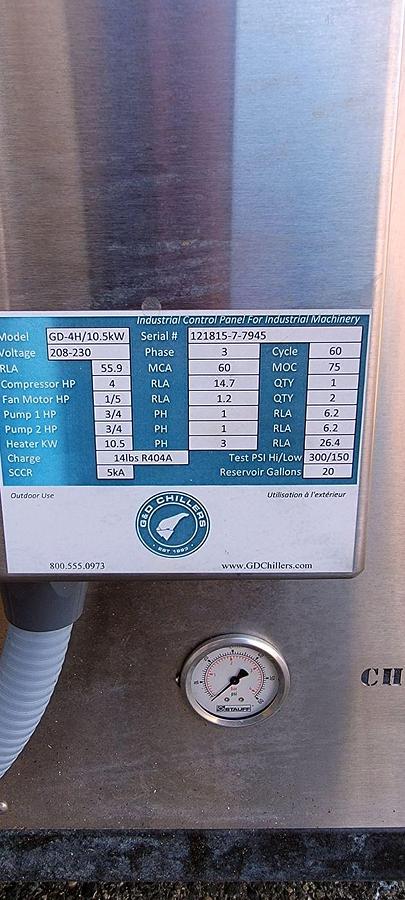 Industrial Control Panel For Industrial Machinery
Model GD-4H/10.5kW Serial # 121815-7-7945
Voltage 208-230 Phase 3 Cycle 60
RLA 55.9 MCA 60 MOC 75
Compressor HP 4 RLA 14.7 QTY 1
Fan Motor HP 1/5 RLA 1.2 QTY 2
Pump 1 HP 3/4 PH 1 RLA 6.2
Pump 2 HP 3/4 PH 1 RLA 6.2
Heater KW 10.5 PH 3 RLA 26.4
Charge 14lbs R404A Test PSI Hi/Low 300/150
SCCR 5kA Reservoir Gallons 20
Outdoor Use Utilisation à l'extérieur
G&D CHILLERS
EST 1993
800.555.0973 www.GDChillers.com
CH
bar
psi
STAUFF